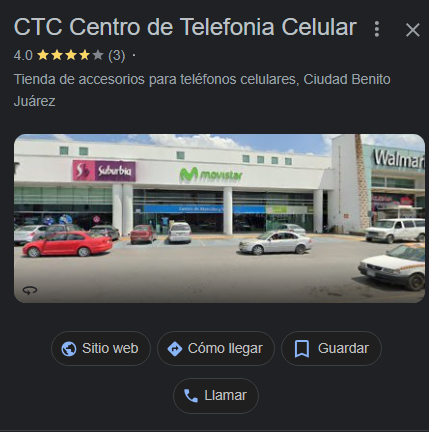 CTC Centro de Telefonia Celular
4.0 (3) ·
Tienda de accesorios para teléfonos celulares, Ciudad Benito
Juárez
Suburbia
movistar
Walmar
Sitio web
Cómo llegar
Guardar
Llamar